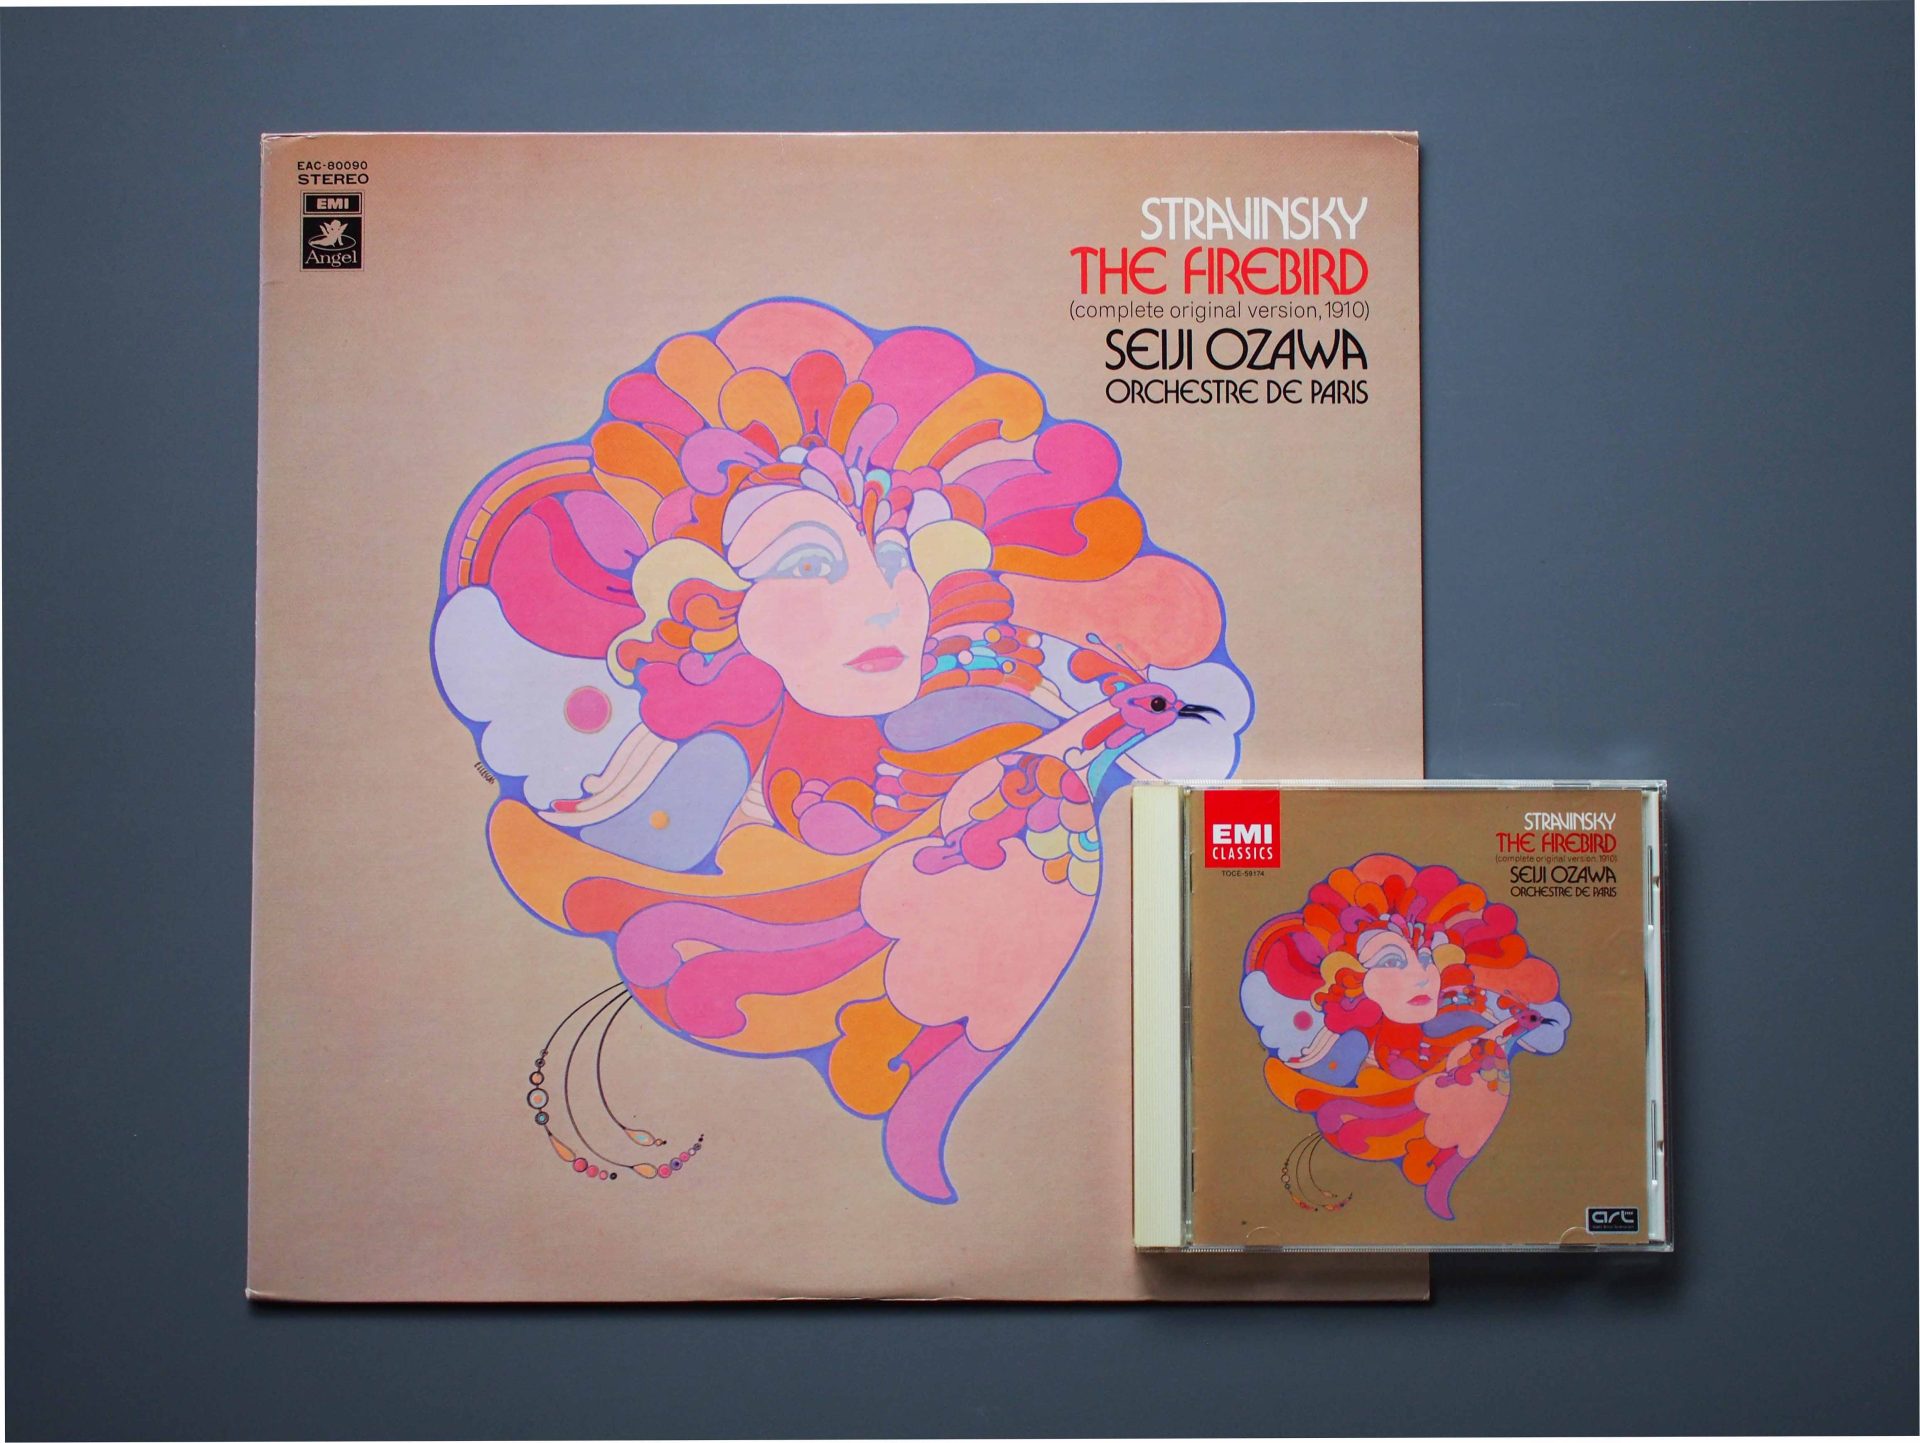 EAC-80090
STEREO
EMI
Angel
STRAVINSKY
THE FIREBIRD
(complete original version, 1910)
SEIJI OZAWA
ORCHESTRE DE PARIS
EMI
CLASSICS
TOCE-59174
STRAVINSKY
THE FIREBIRD
(complete original version, 1910)
SEIJI OZAWA
ORCHESTRE DE PARIS
art